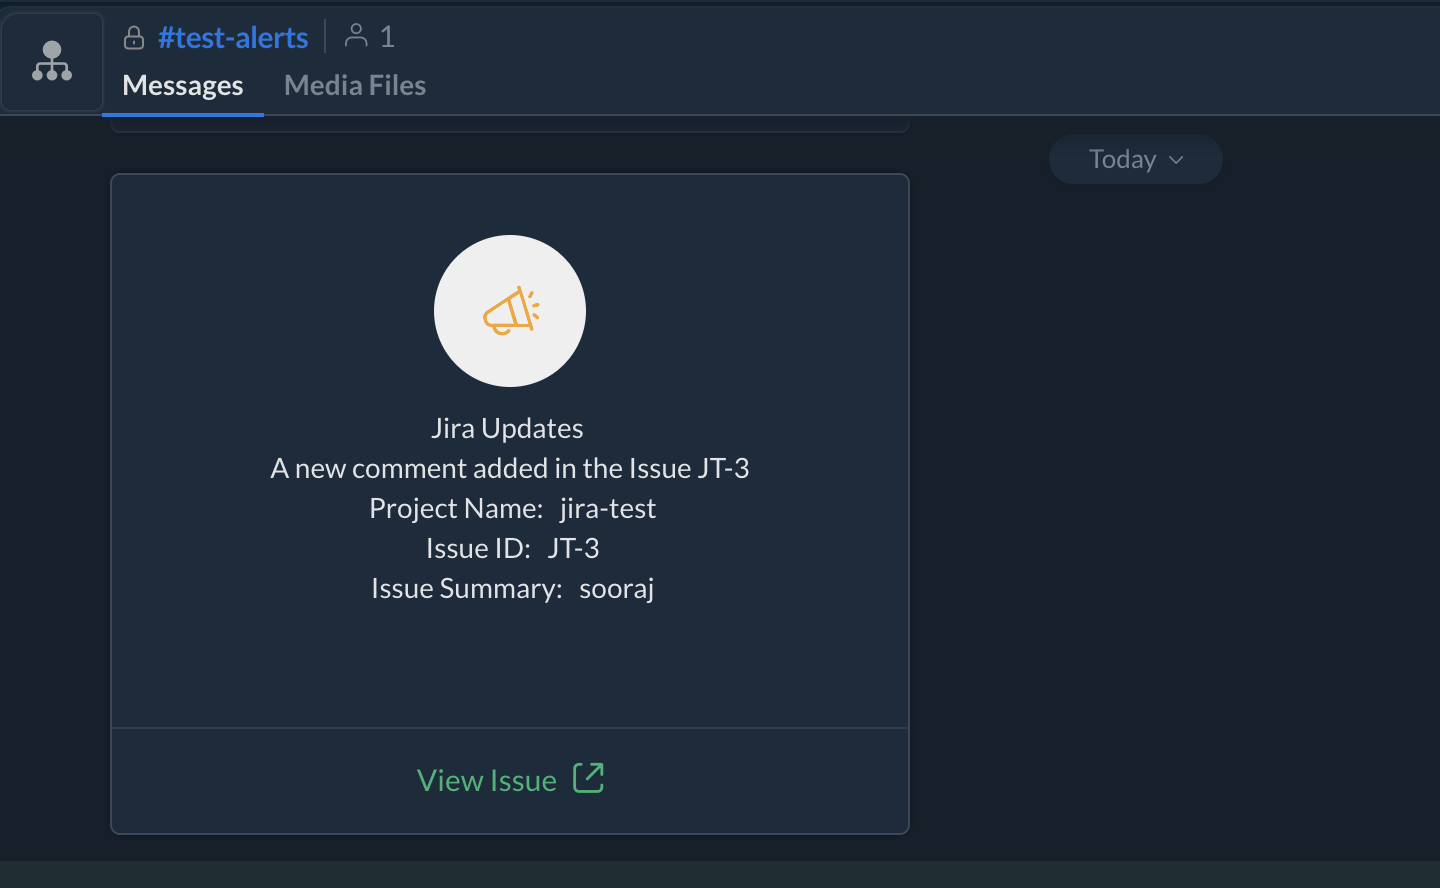 #test-alerts 1
Messages Media Files
Today
Jira Updates
A new comment added in the Issue JT-3
Project Name: jira-test
Issue ID: JT-3
Issue Summary: sooraj
View Issue